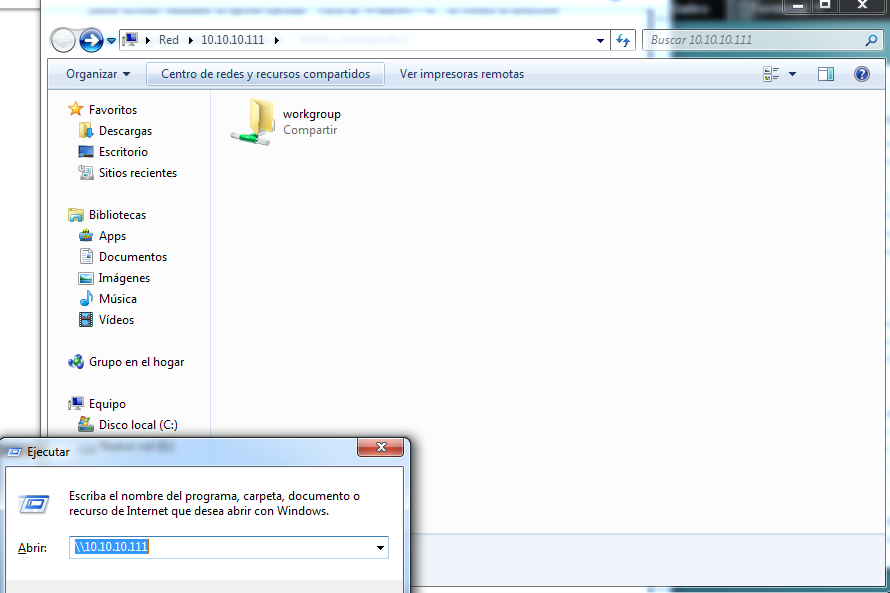 Red 10.10.10.111
Buscar 10.10.10.111
Organizar Centro de redes y recursos compartidos Ver impresoras remotas
Favoritos
Descargas
Escritorio
Sitios recientes
Bibliotecas
Apps
Documentos
Imágenes
Música
Vídeos
Grupo en el hogar
Equipo
Disco local (C:)
workgroup
Compartir
Ejecutar
Escriba el nombre del programa, carpeta, documento o
recurso de Internet que desea abrir con Windows.
Abrir: \\10.10.10.111